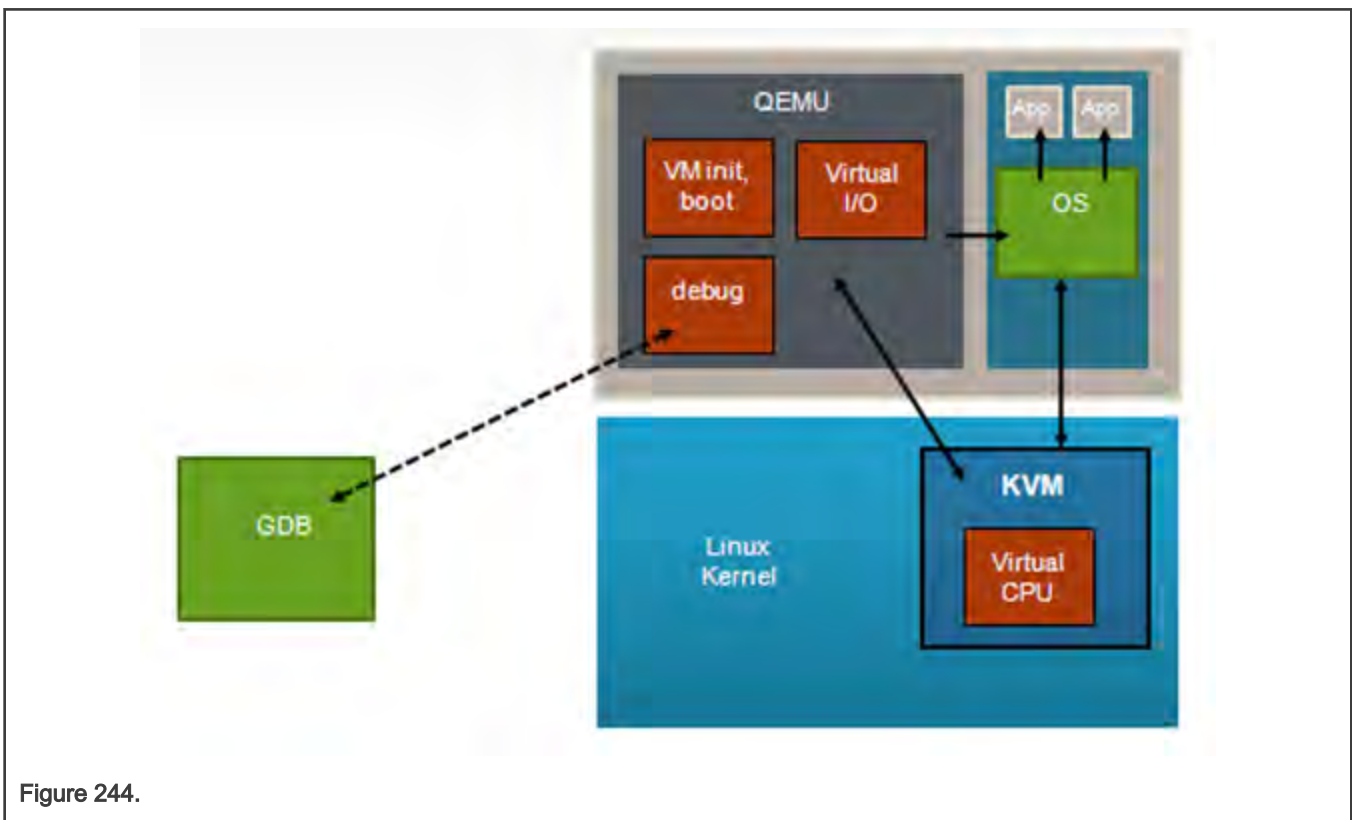 QEMU
VM init,
boot
Virtual
I/O
debug
App
App
OS
GDB
Linux
Kernel
KVM
Virtual
CPU
Figure 244.